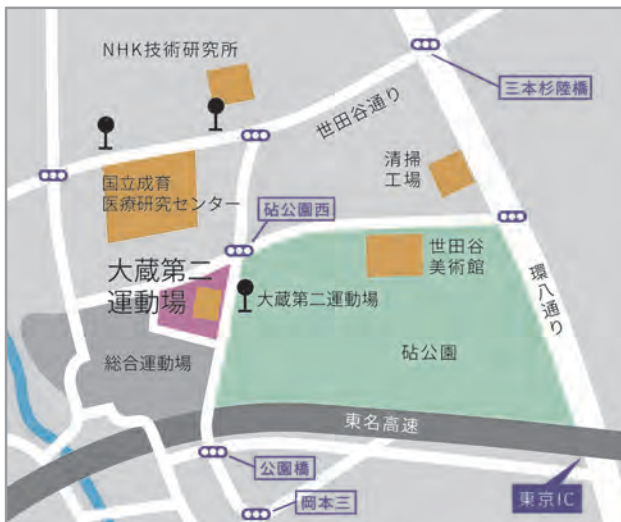 NHK技術研究所
三本杉陸橋
世田谷通り
清掃
工場
国立成育
医療研究センター
砧公園西
世田谷
美術館
環八通り
大蔵第二
運動場
大蔵第二運動場
総合運動場
砧公園
東名高速
公園橋
岡本三
東京IC